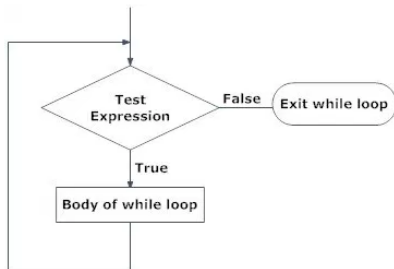 Test
Expression
False
Exit while loop
True
Body of while loop